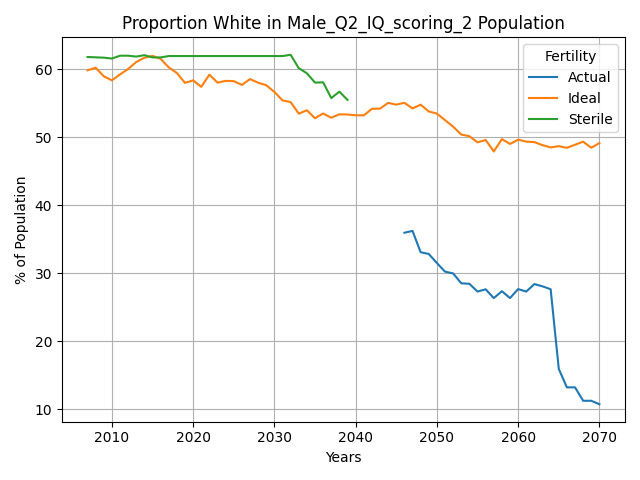 Proportion White in Male_Q2_IQ_scoring_2 Population
Fertility
Actual
Ideal
Sterile
% of Population
60
50
40
30
20
10
2010 2020 2030 2040 2050 2060 2070
Years